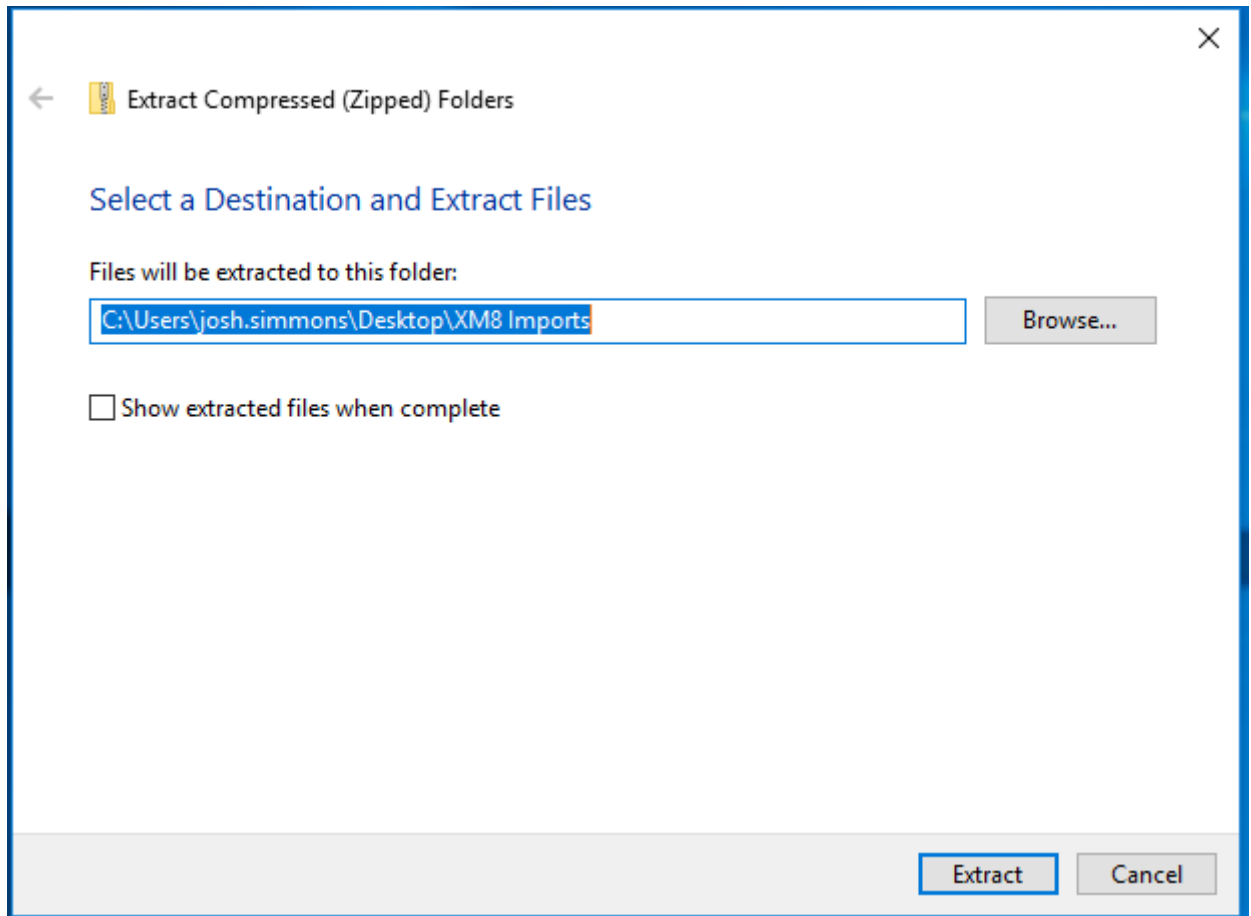 Extract Compressed (Zipped) Folders
Select a Destination and Extract Files
Files will be extracted to this folder:
C:\Users\josh.simmons\Desktop\XM8 Imports
Browse...
Show extracted files when complete
Extract
Cancel